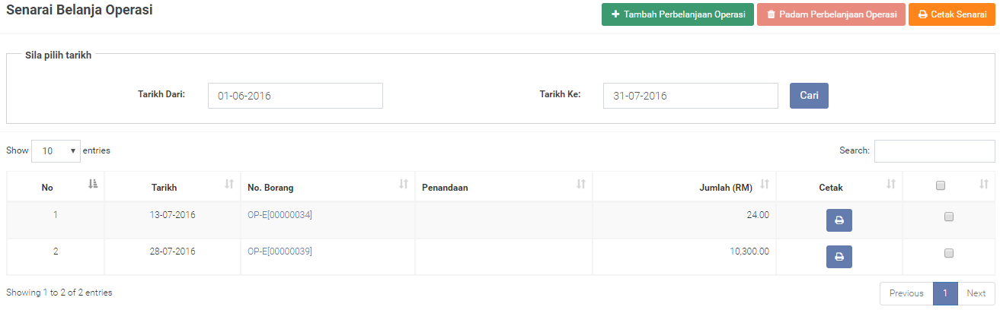 Senarai Belanja Operasi
Tambah Perbelanjaan Operasi Padam Perbelanjaan Operasi Cetak Senarai
Sila pilih tarikh
Tarikh Dari: 01-06-2016 Tarikh Ke: 31-07-2016 Cari
Show 10 entries Search:
No Tarikh No. Borang Penandaan Jumlah (RM) Cetak
1 13-07-2016 OP-E[00000034] 24.00
2 28-07-2016 OP-E[00000039] 10,300.00
Showing 1 to 2 of 2 entries Previous 1 Next